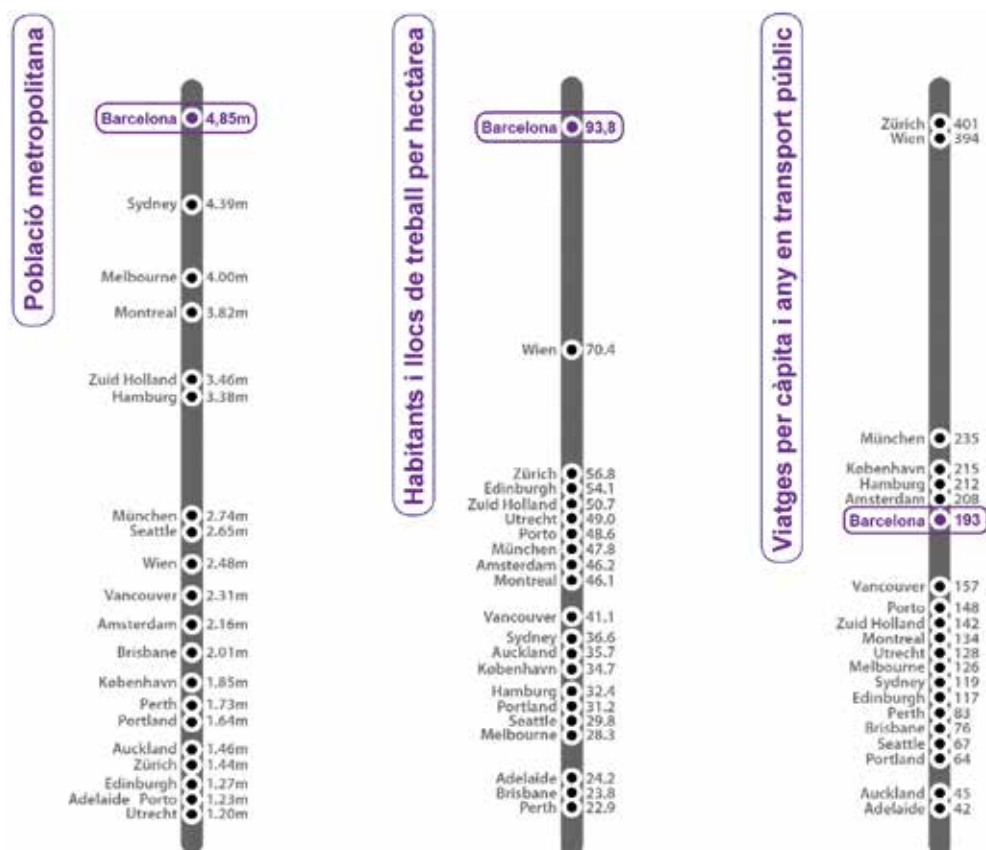 Població metropolitana
Barcelona 4,85m
Sydney 4.39m
Melbourne 4.00m
Montreal 3.82m
Zuid Holland 3.46m
Hamburg 3.38m
München 2.74m
Seattle 2.65m
Wien 2.48m
Vancouver 2.31m
Amsterdam 2.16m
Brisbane 2.01m
København 1.85m
Perth 1.73m
Portland 1.64m
Auckland 1.46m
Zürich 1.44m
Edinburgh 1.27m
Adelaide Porto 1.23m
Utrecht 1.20m
Habitants i llocs de treball per hectàrea
Barcelona 93,8
Wien 70.4
Zürich 56.8
Edinburgh 54.1
Zuid Holland 50.7
Utrecht 49.0
Porto 48.6
München 47.8
Amsterdam 46.2
Montreal 46.1
Vancouver 41.1
Sydney 36.6
Auckland 35.7
København 34.7
Hamburg 32.4
Portland 31.2
Seattle 29.8
Melbourne 28.3
Adelaide 24.2
Brisbane 23.8
Perth 22.9
Viatges per càpita i any en transport públic
Zürich 401
Wien 394
München 235
København 215
Hamburg 212
Amsterdam 208
Barcelona 193
Vancouver 157
Porto 148
Zuid Holland 142
Montreal 134
Utrecht 128
Melbourne 126
Sydney 119
Edinburgh 117
Perth 83
Brisbane 76
Seattle 67
Portland 64
Auckland 45
Adelaide 42